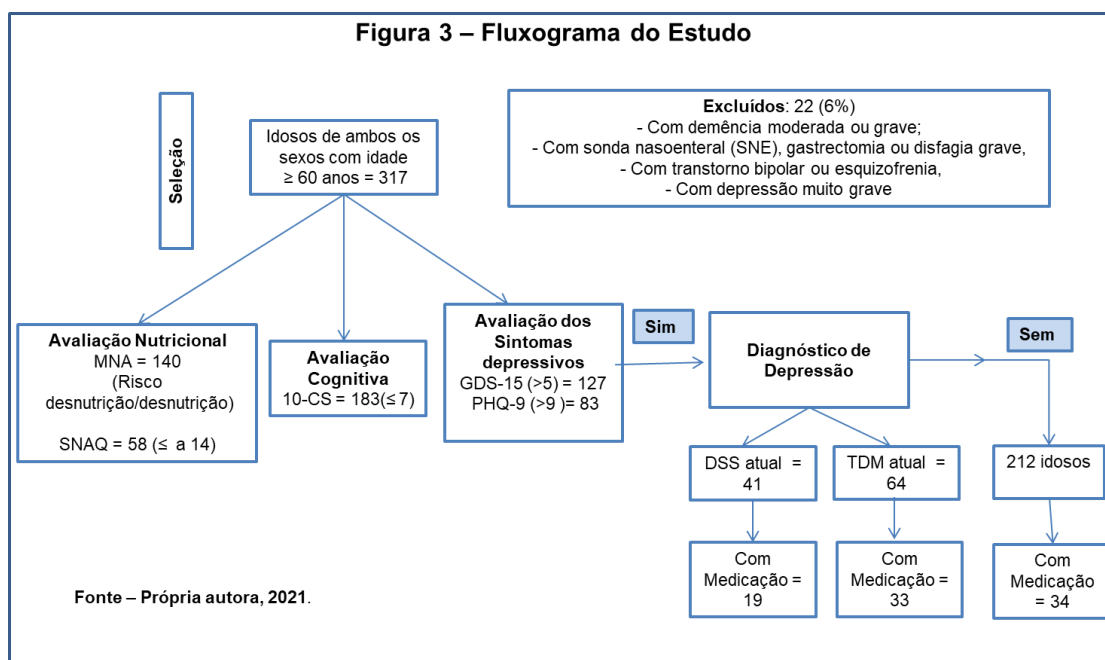 Figura 3 – Fluxograma do Estudo
Seleção
Idosos de ambos os
sexos com idade
≥ 60 anos = 317
Excluídos: 22 (6%)
- Com demência moderada ou grave;
- Com sonda nasoenteral (SNE), gastrectomia ou disfagia grave,
- Com transtorno bipolar ou esquizofrenia,
- Com depressão muito grave
Avaliação Nutricional
MNA = 140
(Risco
desnutrição/desnutrição)
SNAQ = 58 (≤ a 14)
Avaliação
Cognitiva
10-CS = 183(≤ 7)
Avaliação dos
Sintomas
depressivos
GDS-15 (>5) = 127
PHQ-9 (>9 )= 83
Sim
Diagnóstico de
Depressão
Sem
DSS atual =
41
TDM atual =
64
212 idosos
Com
Medicação =
19
Com
Medicação =
33
Com
Medicação
= 34
Fonte – Própria autora, 2021.